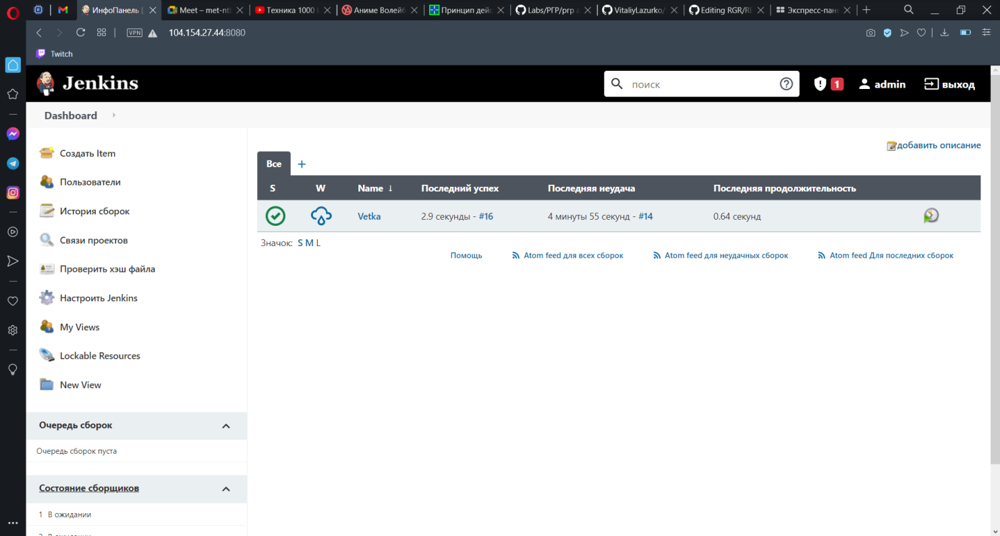 ИнфоПанель [
Meet – met-nti
Техника 1000
Аниме Волейб
Принцип дейс
Labs/РГР/ргр
VitaliyLazurko/
Editing RGR/RE
Экспресс-пане
VPN
104.154.27.44:8080
Twitch
Jenkins
поиск
1
admin
выход
Dashboard
Создать Item
Пользователи
История сборок
Связи проектов
Проверить хэш файла
Настроить Jenkins
My Views
Lockable Resources
New View
Очередь сборок
Очередь сборок пуста
Состояние сборщиков
1 В ожидании
добавить описание
Все +
S W Name ↓ Последний успех Последняя неудача Последняя продолжительность
Vetka 2.9 секунды - #16 4 минуты 55 секунд - #14 0.64 секунд
Значок: S M L
Помощь Atom feed для всех сборок Atom feed для неудачных сборок Atom feed Для последних сборок